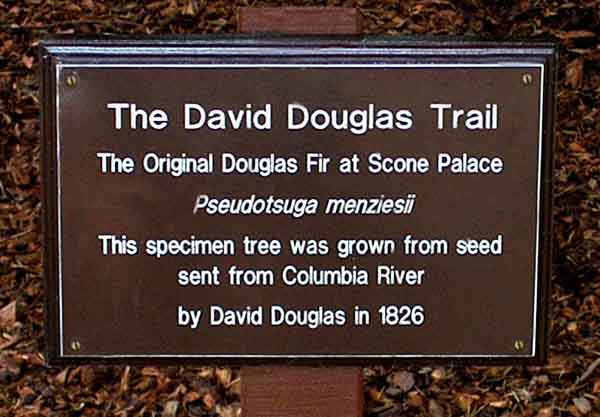 The David Douglas Trail
The Original Douglas Fir at Scone Palace
Pseudotsuga menziesii
This specimen tree was grown from seed
sent from Columbia River
by David Douglas in 1826